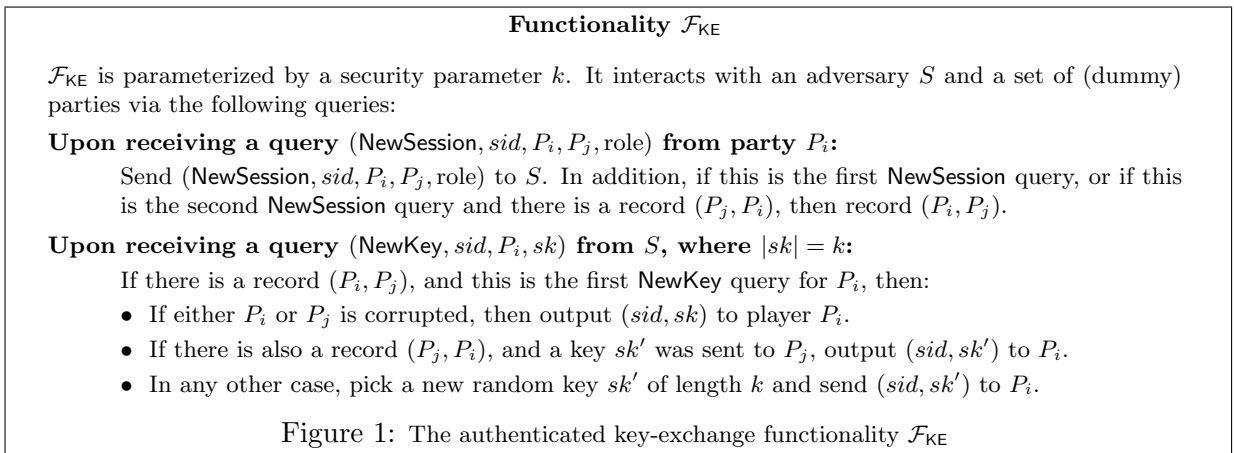 Functionality F_KE
F_KE is parameterized by a security parameter k. It interacts with an adversary S and a set of (dummy)
parties via the following queries:
Upon receiving a query (NewSession, sid, P_i, P_j, role) from party P_i:
Send (NewSession, sid, P_i, P_j, role) to S. In addition, if this is the first NewSession query, or if this
is the second NewSession query and there is a record (P_j, P_i), then record (P_i, P_j).
Upon receiving a query (NewKey, sid, P_i, sk) from S, where |sk| = k:
If there is a record (P_i, P_j), and this is the first NewKey query for P_i, then:
• If either P_i or P_j is corrupted, then output (sid, sk) to player P_i.
• If there is also a record (P_j, P_i), and a key sk′ was sent to P_j, output (sid, sk′) to P_i.
• In any other case, pick a new random key sk′ of length k and send (sid, sk′) to P_i.
Figure 1: The authenticated key-exchange functionality F_KE